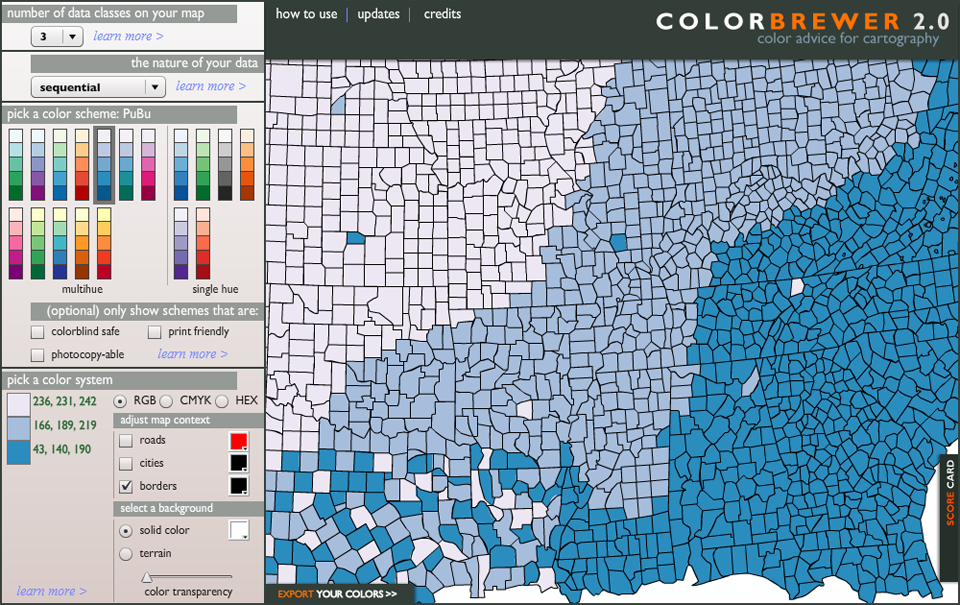 number of data classes on your map
3
learn more >
the nature of your data
sequential
learn more >
pick a color scheme: PuBu
multihue
single hue
(optional) only show schemes that are:
colorblind safe
print friendly
photocopy-able
learn more >
pick a color system
236, 231, 242
166, 189, 219
43, 140, 190
RGB
CMYK
HEX
adjust map context
roads
cities
borders
select a background
solid color
terrain
color transparency
learn more >
how to use | updates | credits
COLORBREWER 2.0
color advice for cartography
SCORE CARD
EXPORT YOUR COLORS >>